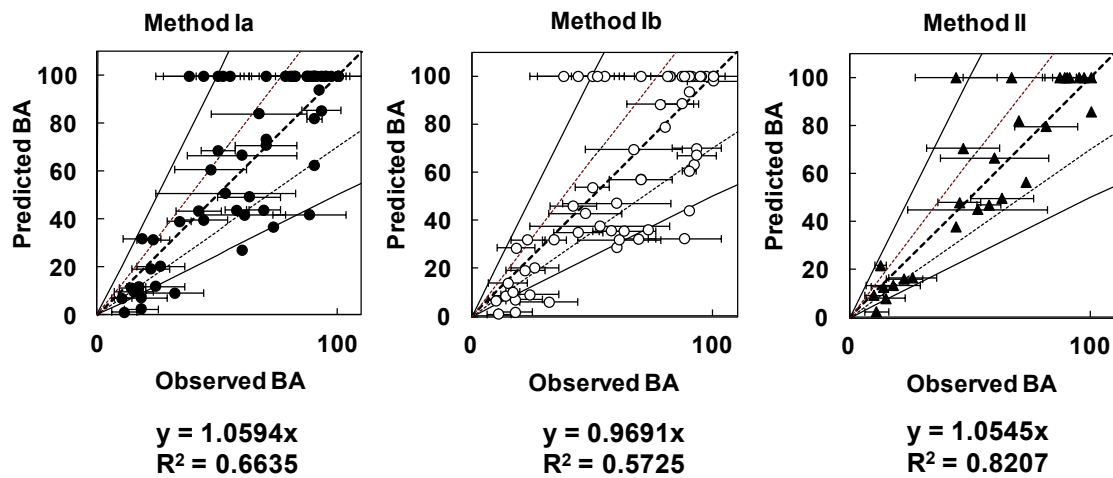 Method Ia
Predicted BA
100
80
60
40
20
0
0
100
Observed BA
y = 1.0594x
R² = 0.6635
Method Ib
Predicted BA
100
80
60
40
20
0
0
100
Observed BA
y = 0.9691x
R² = 0.5725
Method II
Predicted BA
100
80
60
40
20
0
0
100
Observed BA
y = 1.0545x
R² = 0.8207